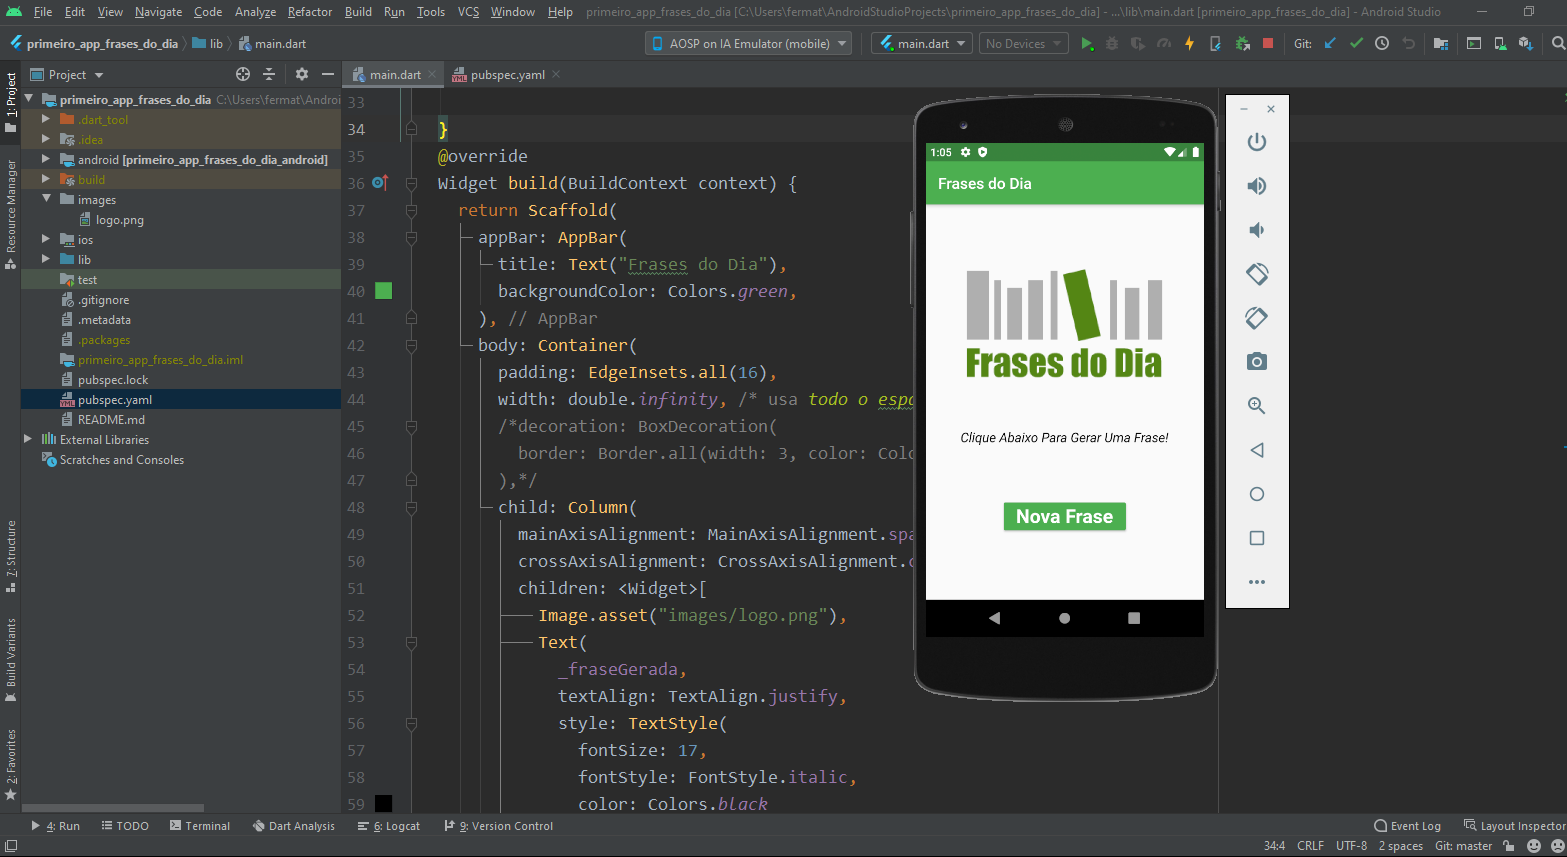 File Edit View Navigate Code Analyze Refactor Build Run Tools VCS Window Help primeiro_app_frases_do_dia [C:\Users\fermat\AndroidStudioProjects\primeiro_app_frases_do_dia] - ...\lib\main.dart [primeiro_app_frases_do_dia] - Android Studio
primeiro_app_frases_do_dia lib main.dart AOSP on IA Emulator (mobile) main.dart No Devices Git:
Project
main.dart pubspec.yaml
1: Project
Resource Manager
7: Structure
Build Variants
2: Favorites
primeiro_app_frases_do_dia C:\Users\fermat\Androi
.dart_tool
.idea
android [primeiro_app_frases_do_dia_android]
build
images
logo.png
ios
lib
test
.gitignore
.metadata
.packages
primeiro_app_frases_do_dia.iml
pubspec.lock
pubspec.yaml
README.md
External Libraries
Scratches and Consoles
33
34 }
35 @override
36 Widget build(BuildContext context) {
37 return Scaffold(
38 appBar: AppBar(
39 title: Text("Frases do Dia"),
40 backgroundColor: Colors.green,
41 ), // AppBar
42 body: Container(
43 padding: EdgeInsets.all(16),
44 width: double.infinity, /* usa todo o espa
45 /*decoration: BoxDecoration(
46 border: Border.all(width: 3, color: Colo
47 ),*/
48 child: Column(
49 mainAxisAlignment: MainAxisAlignment.spa
50 crossAxisAlignment: CrossAxisAlignment.c
51 children: <Widget>[
52 Image.asset("images/logo.png"),
53 Text(
54 _fraseGerada,
55 textAlign: TextAlign.justify,
56 style: TextStyle(
57 fontSize: 17,
58 fontStyle: FontStyle.italic,
59 color: Colors.black
1:05
Frases do Dia
Frases do Dia
Clique Abaixo Para Gerar Uma Frase!
Nova Frase
4: Run TODO Terminal Dart Analysis 6: Logcat 9: Version Control Event Log Layout Inspector
34:4 CRLF UTF-8 2 spaces Git: master